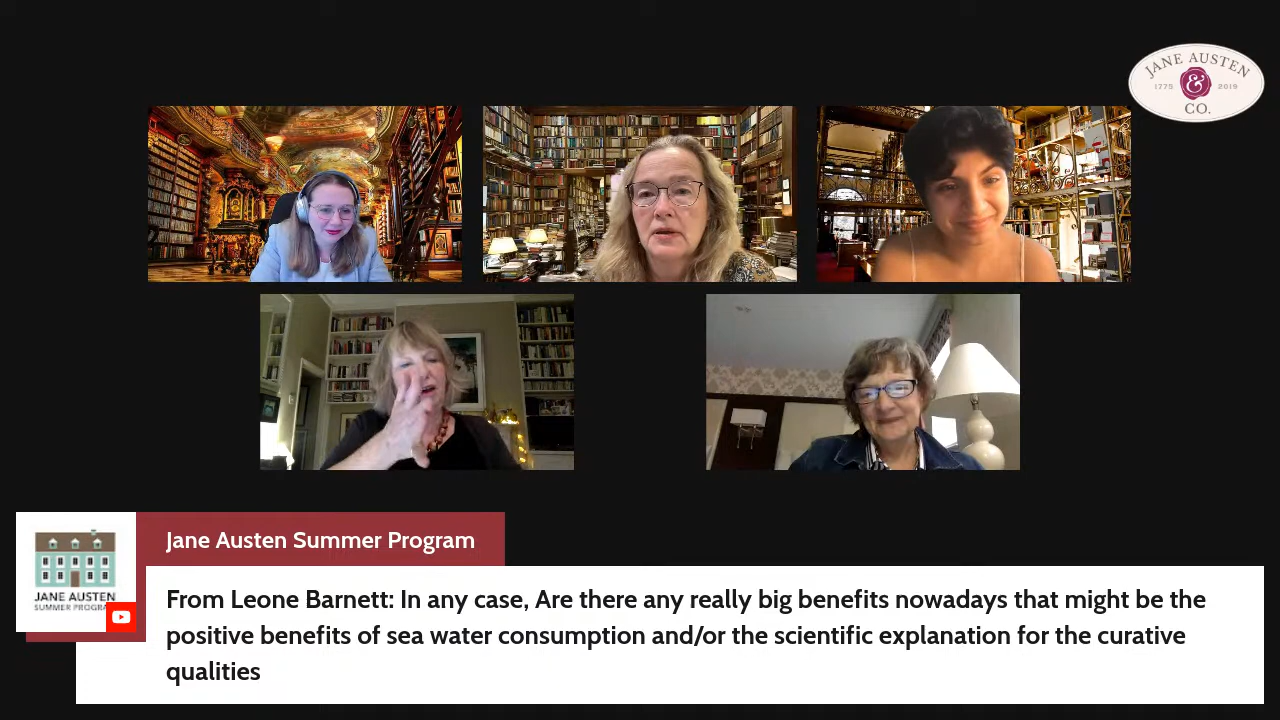 JANE AUSTEN
1775 & 2019
CO.
Jane Austen Summer Program
JANE AUSTEN
SUMMER PROGRA
From Leone Barnett: In any case, Are there any really big benefits nowadays that might be the
positive benefits of sea water consumption and/or the scientific explanation for the curative
qualities